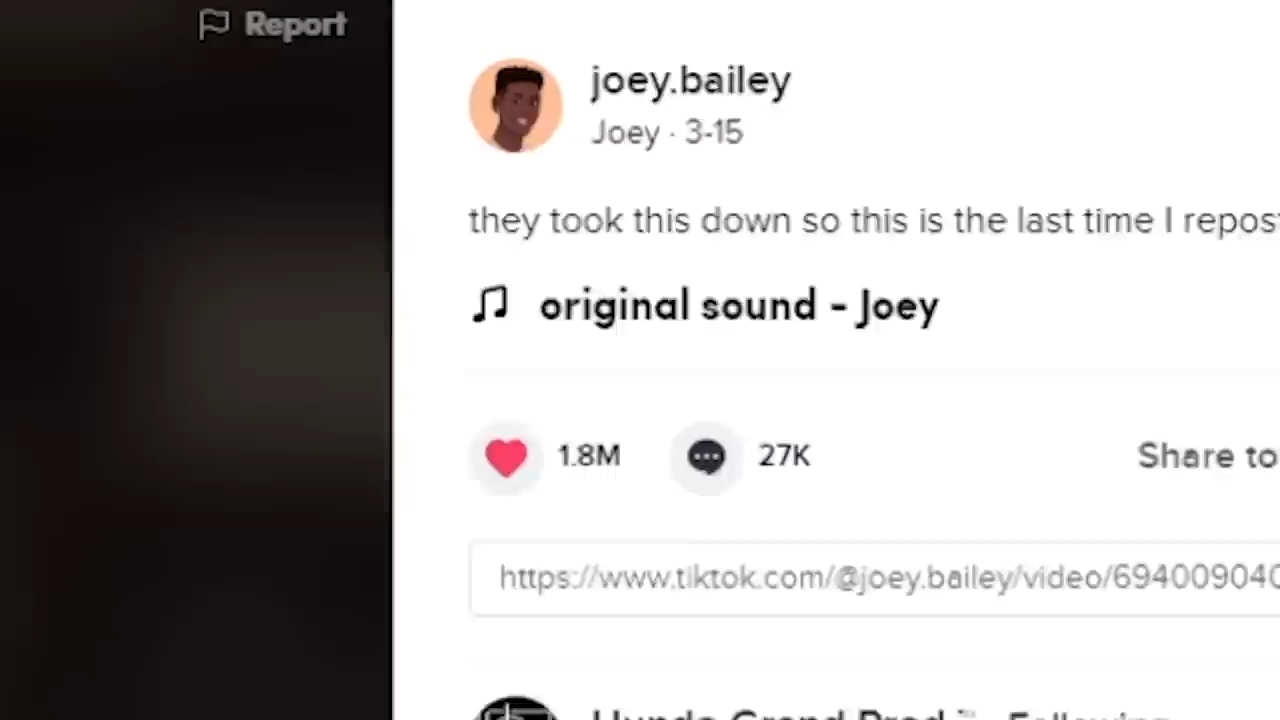 Report
joey.bailey
Joey · 3-15
they took this down so this is the last time I repos
original sound - Joey
1.8M
27K
Share to
https://www.tiktok.com/@joey.bailey/video/694009040